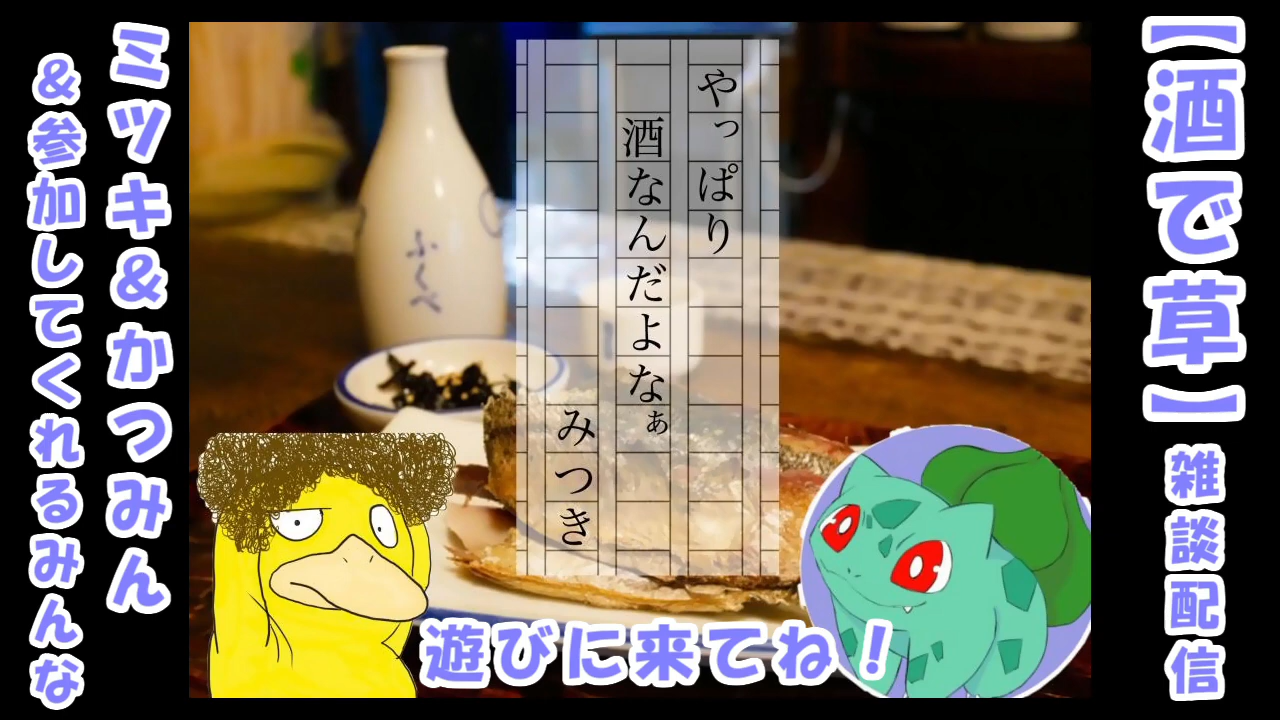 【酒で草】雑談配信
やっぱり
酒なんだよなぁ
みつき
ふくべ
ミツキ&かつみん
&参加してくれるみんな
遊びに来てね!